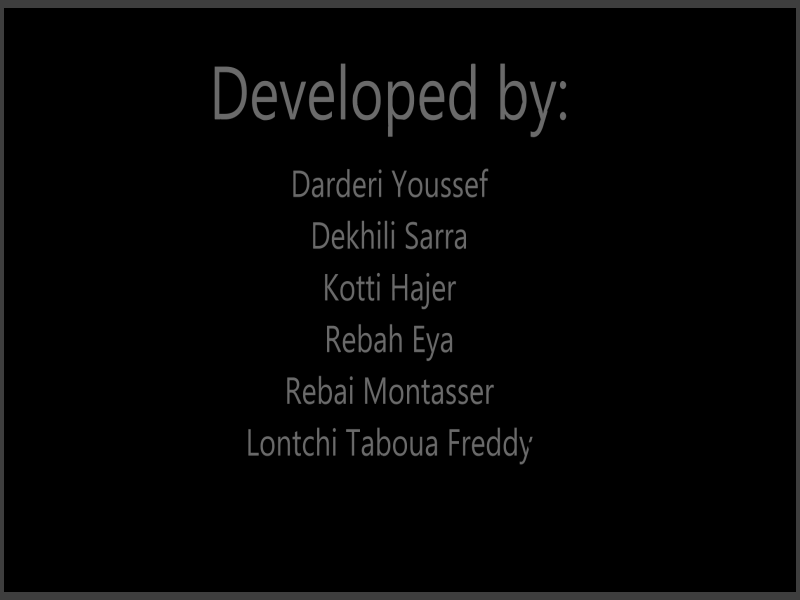 Developed by:
Darderi Youssef
Dekhili Sarra
Kotti Hajer
Rebah Eya
Rebai Montasser
Lontchi Taboua Freddy